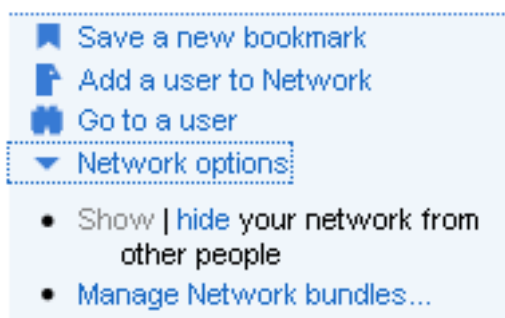 Save a new bookmark
Add a user to Network
Go to a user
Network options
Show | hide your network from
other people
Manage Network bundles...